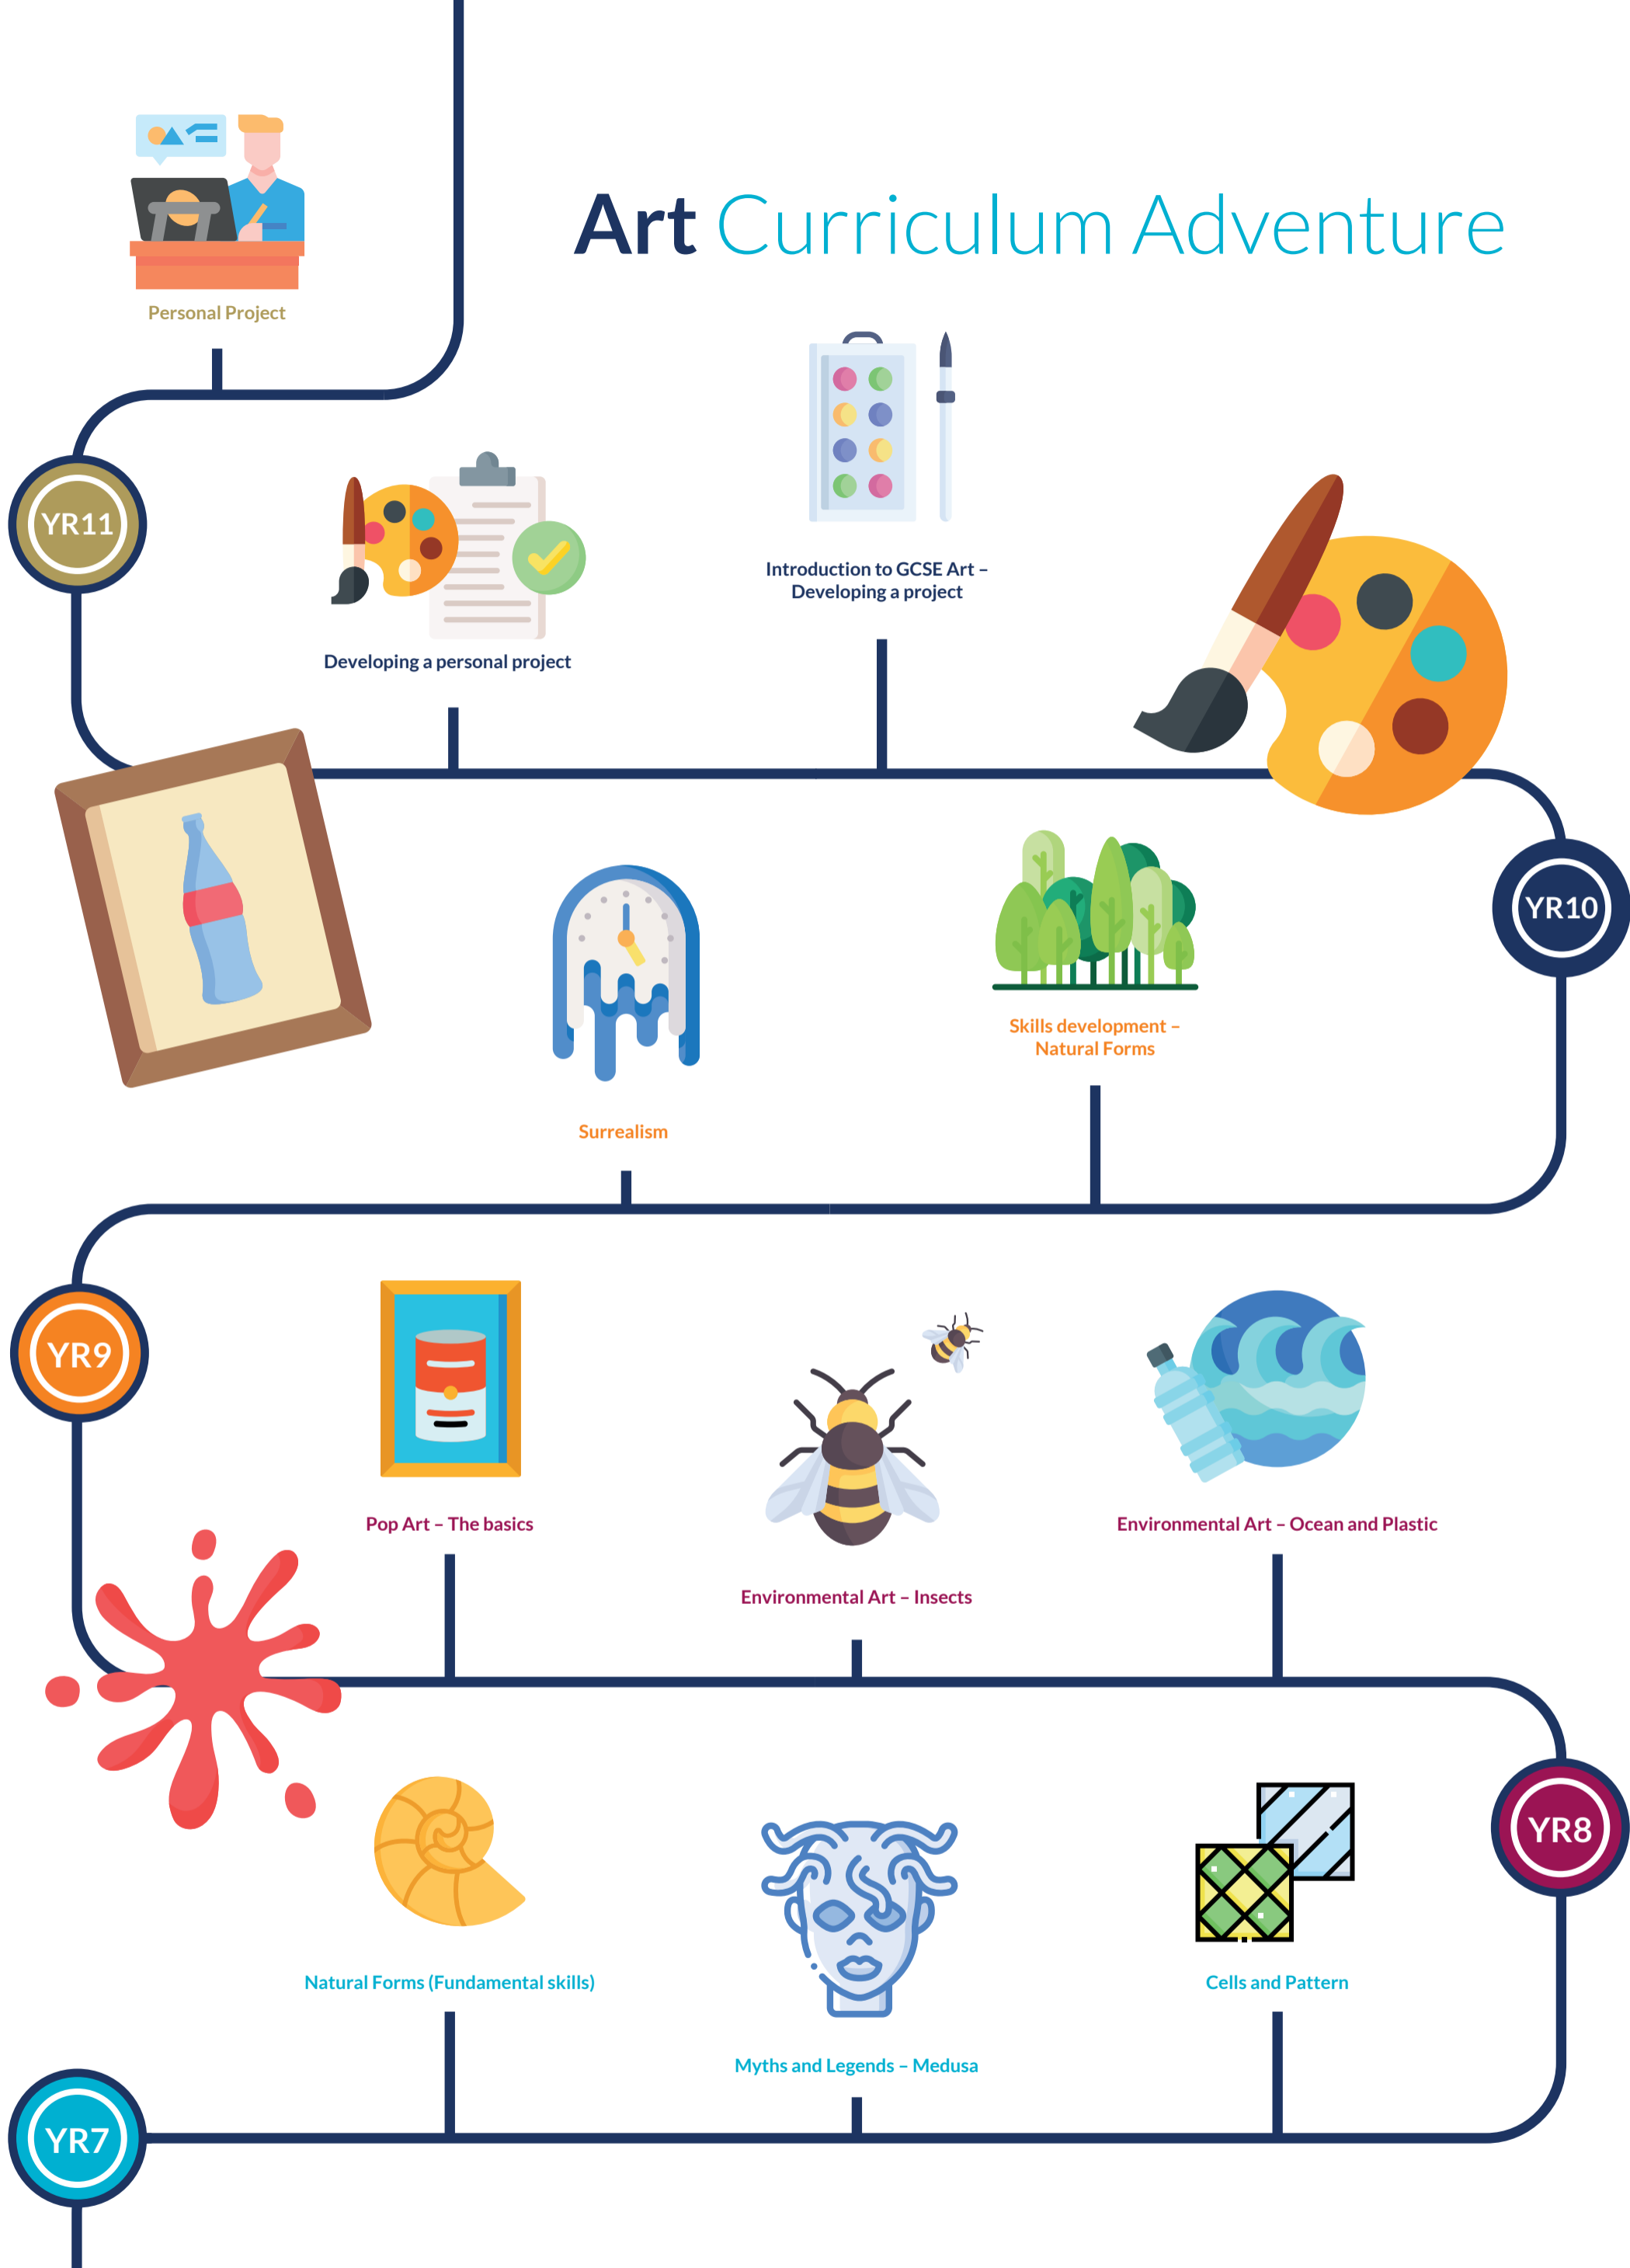 Art Curriculum Adventure
Personal Project
YR11
Introduction to GCSE Art –
Developing a project
Developing a personal project
YR10
Skills development –
Natural Forms
Surrealism
YR9
Pop Art – The basics
Environmental Art – Insects
Environmental Art – Ocean and Plastic
YR8
Natural Forms (Fundamental skills)
Myths and Legends – Medusa
Cells and Pattern
YR7